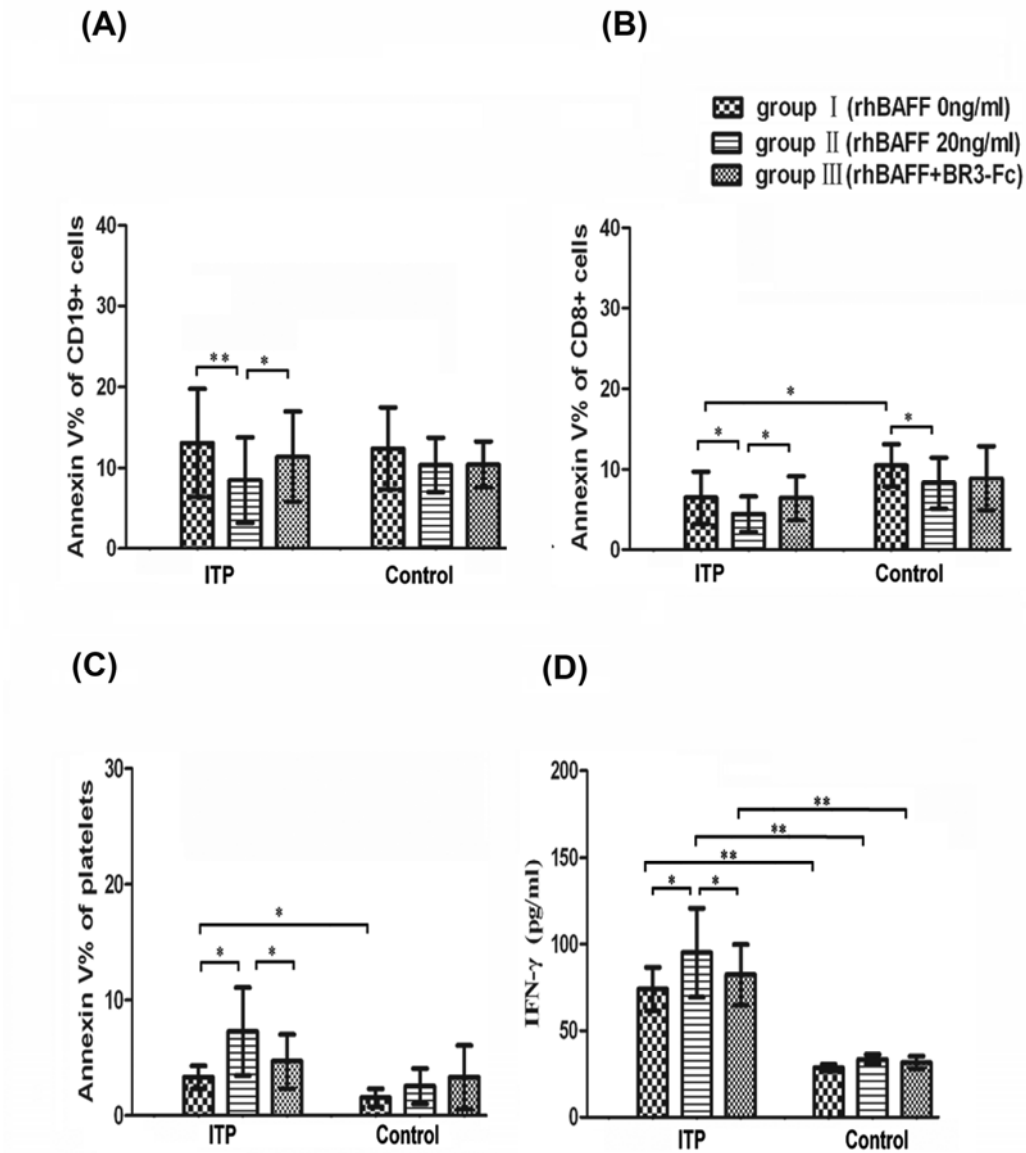 (A)
(B)
group Ⅰ (rhBAFF 0ng/ml)
group Ⅱ (rhBAFF 20ng/ml)
group Ⅲ (rhBAFF+BR3-Fc)
Annexin V% of CD19+ cells
40
30
20
10
0
** *
ITP Control
Annexin V% of CD8+ cells
40
30
20
10
0
*
* * *
ITP Control
(C)
(D)
Annexin V% of platelets
30
20
10
0
*
* *
ITP Control
IFN-γ (pg/ml)
200
150
100
50
0
**
**
**
* *
ITP Control